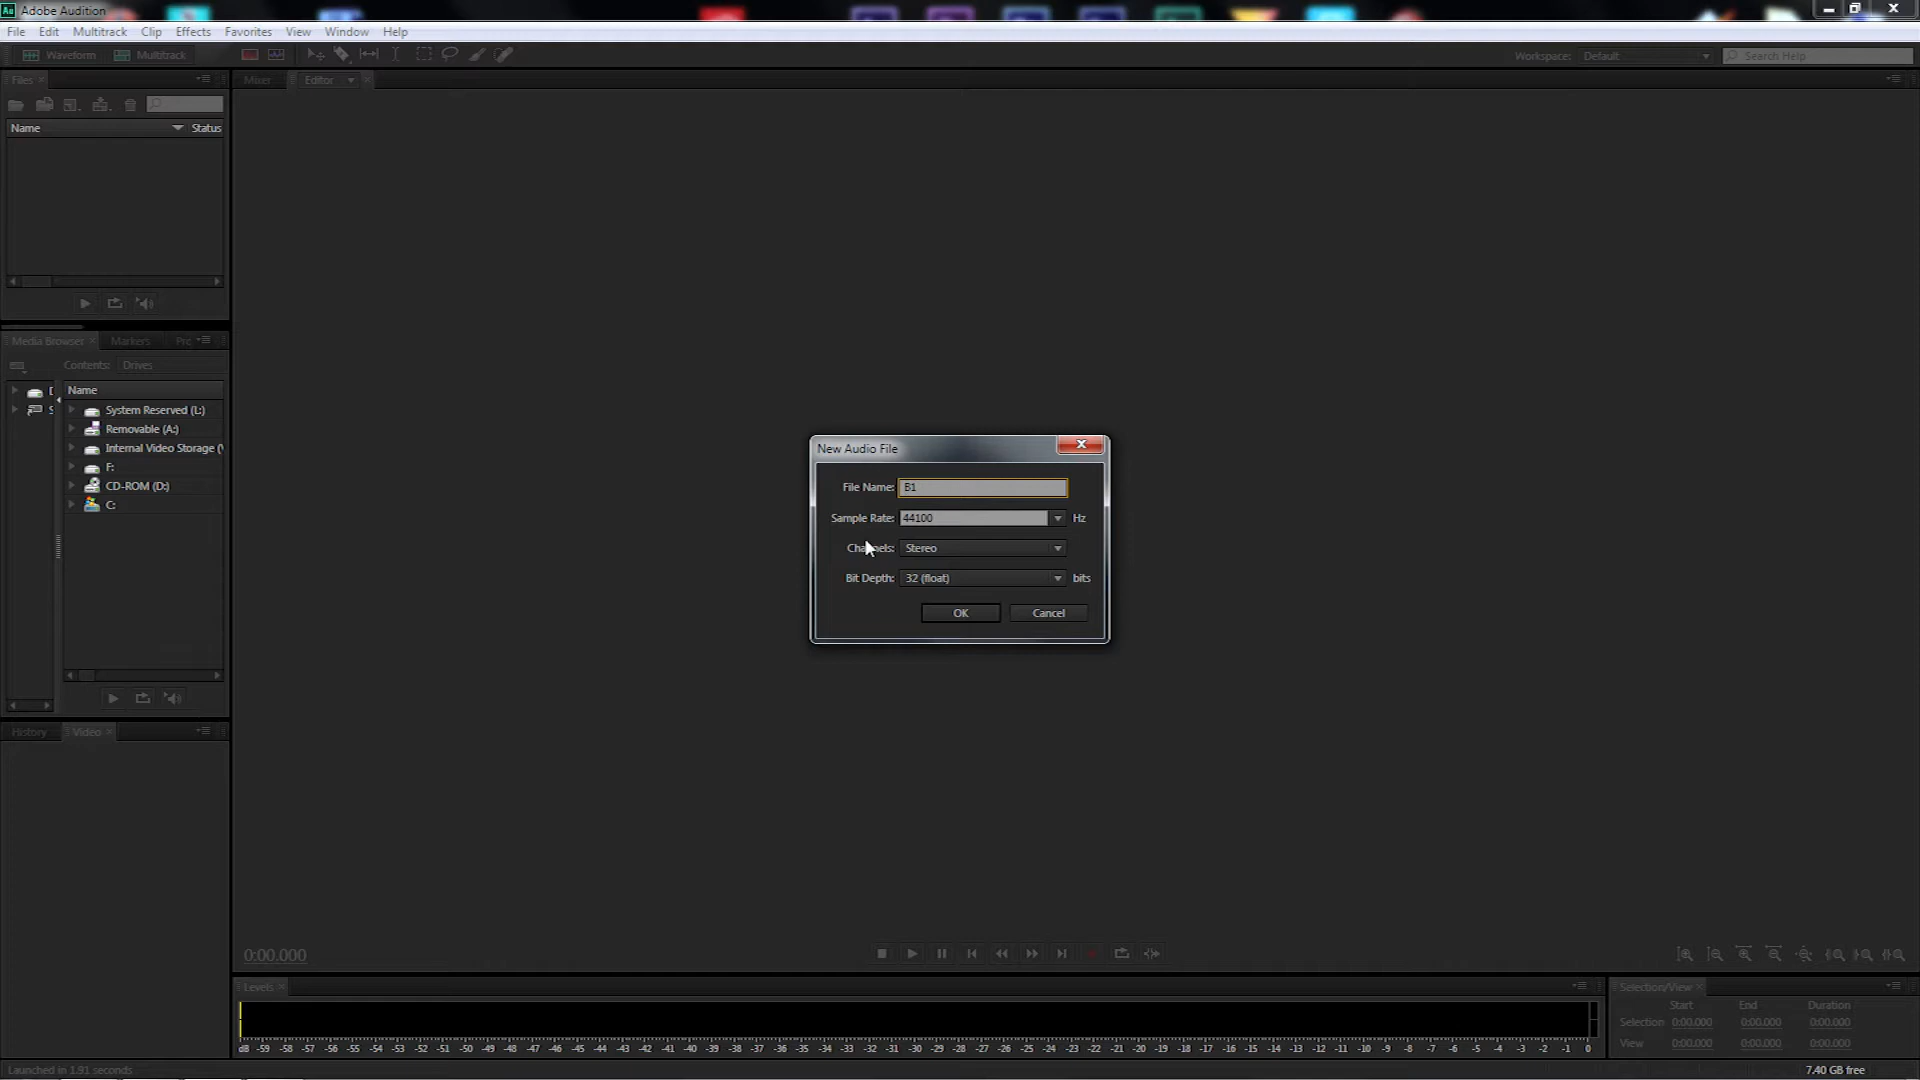 Au Adobe Audition
File Edit Multitrack Clip Effects Favorites View Window Help
Waveform Multitrack Workspace: Default Search Help
Files Mixer Editor
Name Status
Media Browser Markers
Contents: Drives
Name
System Reserved (L:)
Removable (A:)
Internal Video Storage (
F:
CD-ROM (D:)
C:
New Audio File
File Name: B1
Sample Rate: 44100 Hz
Channels: Stereo
Bit Depth: 32 (float) bits
OK Cancel
History Video
0:00.000
Levels
dB -59 -58 -57 -56 -55 -54 -53 -52 -51 -50 -49 -48 -47 -46 -45 -44 -43 -42 -41 -40 -39 -38 -37 -36 -35 -34 -33 -32 -31 -30 -29 -28 -27 -26 -25 -24 -23 -22 -21 -20 -19 -18 -17 -16 -15 -14 -13 -12 -11 -10 -9 -8 -7 -6 -5 -4 -3 -2 -1 0
Selection/View
Start End Duration
Selection 0:00.000 0:00.000 0:00.000
View 0:00.000 0:00.000 0:00.000
Launched in 1.91 seconds 7.40 GB free